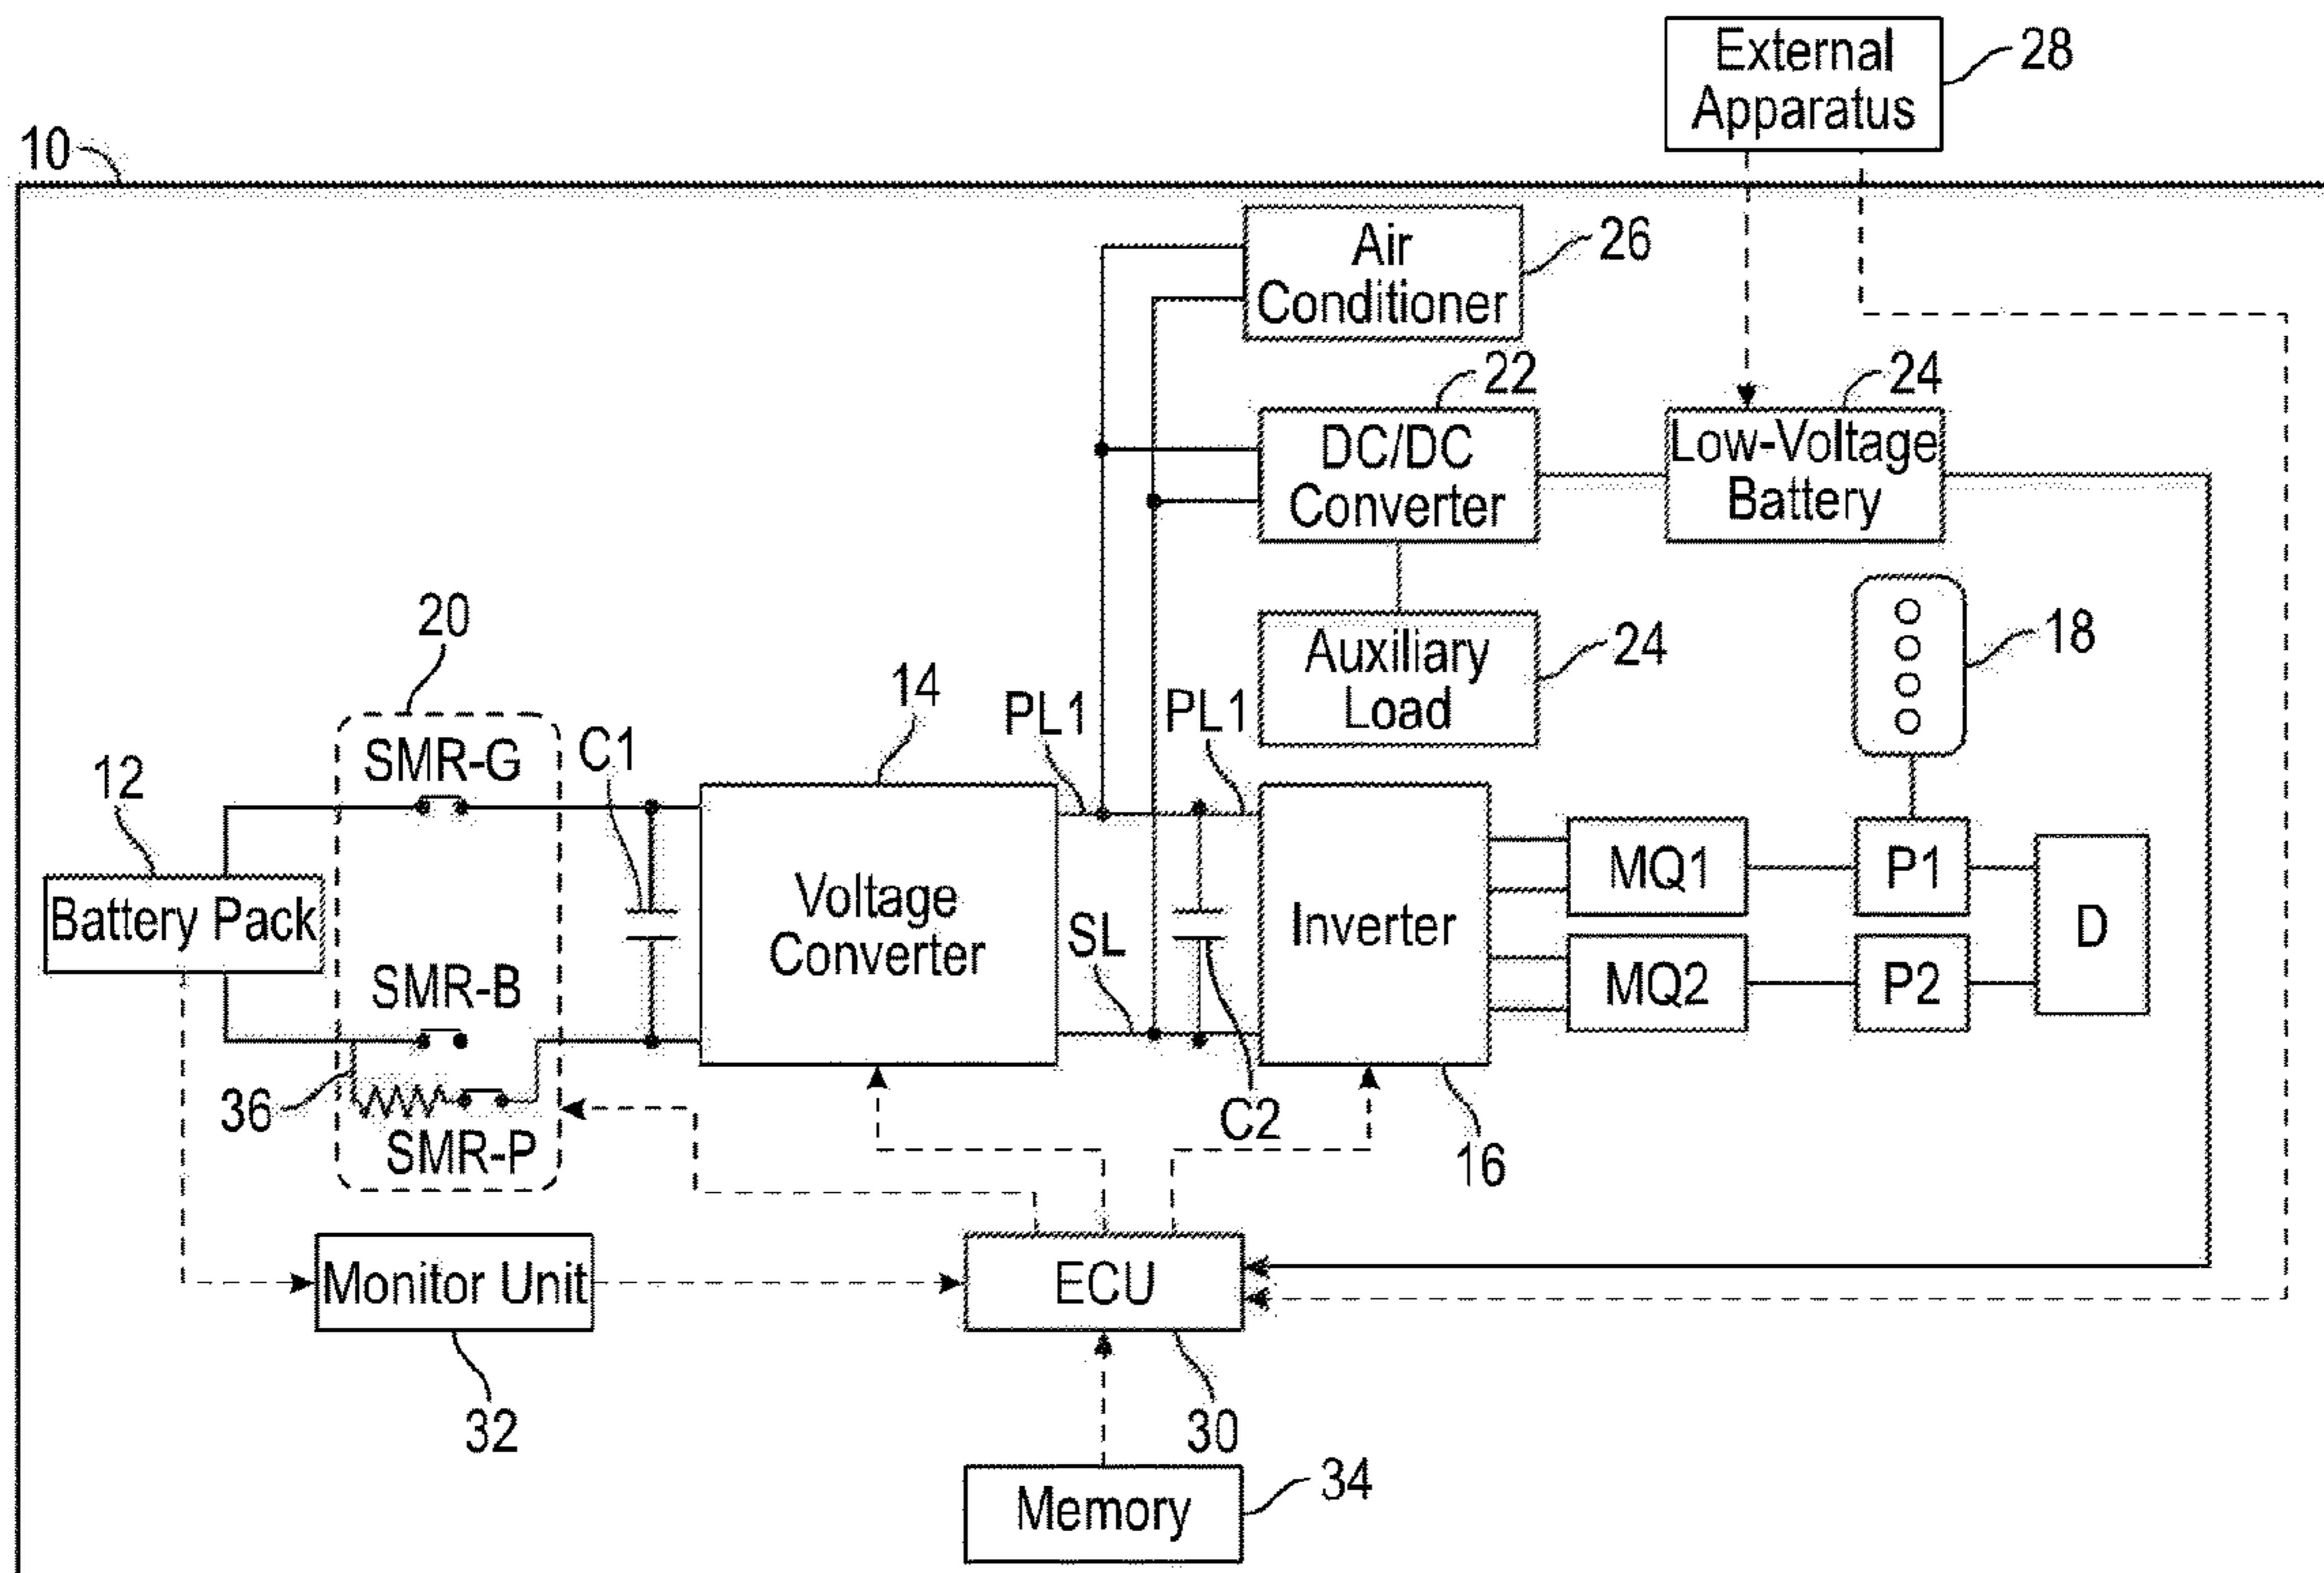 External
Apparatus
28
10
Air
Conditioner
26
22
24
DC/DC
Converter
Low-Voltage
Battery
20
18
Auxiliary
Load
24
14
PL1
PL1
SMR-G
C1
12
Battery Pack
Voltage
Converter
Inverter
MQ1
P1
D
SL
SMR-B
MQ2
P2
36
SMR-P
C2
16
Monitor Unit
ECU
32
30
Memory
34